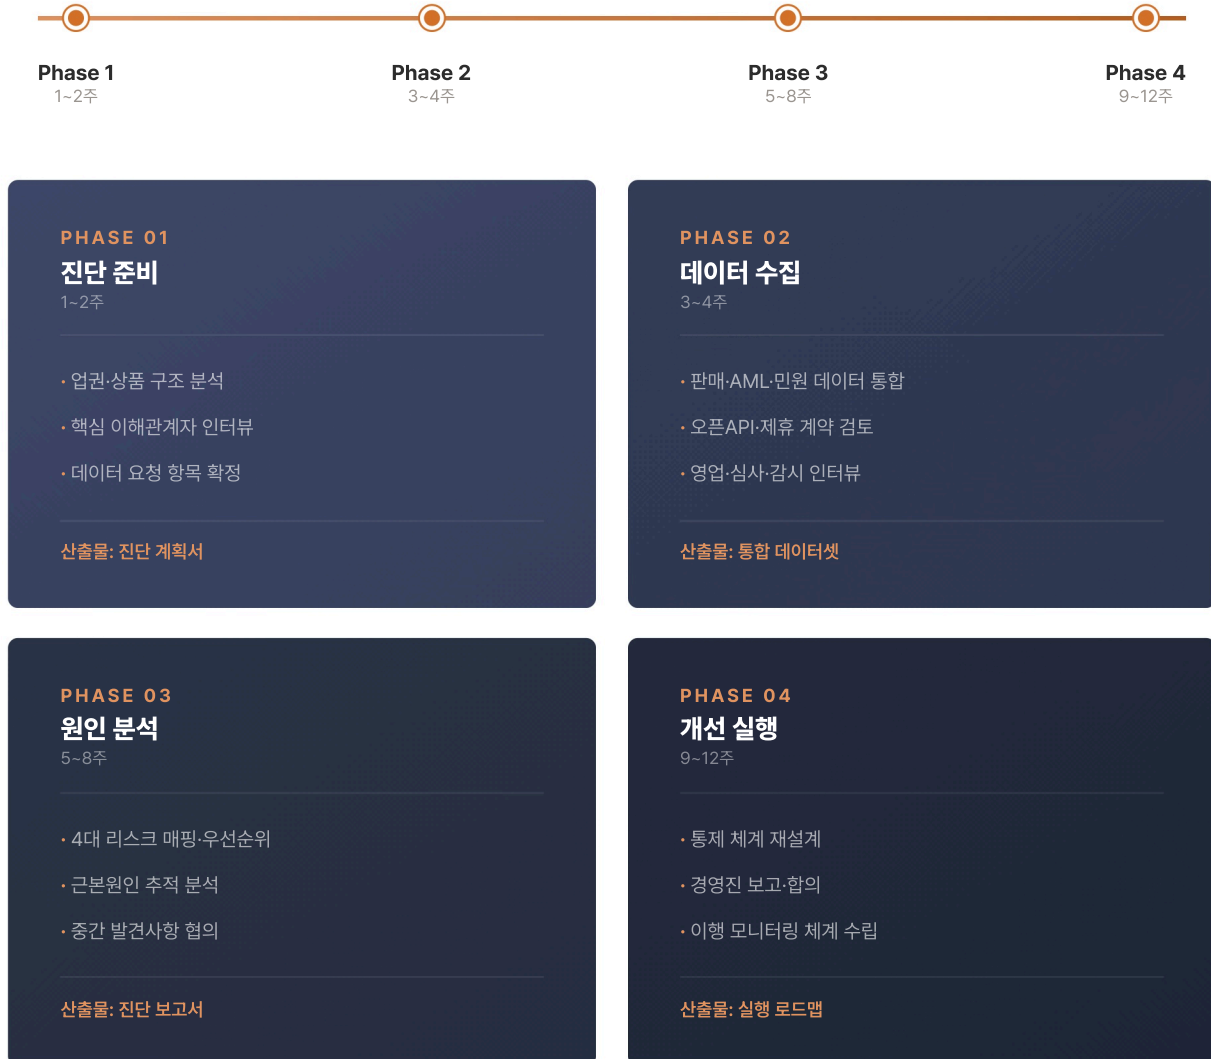 Phase 1
1~2주
Phase 2
3~4주
Phase 3
5~8주
Phase 4
9~12주
PHASE 01
진단 준비
1~2주
· 업권·상품 구조 분석
· 핵심 이해관계자 인터뷰
· 데이터 요청 항목 확정
산출물: 진단 계획서
PHASE 02
데이터 수집
3~4주
· 판매·AML·민원 데이터 통합
· 오픈API·제휴 계약 검토
· 영업·심사·감시 인터뷰
산출물: 통합 데이터셋
PHASE 03
원인 분석
5~8주
· 4대 리스크 매핑·우선순위
· 근본원인 추적 분석
· 중간 발견사항 협의
산출물: 진단 보고서
PHASE 04
개선 실행
9~12주
· 통제 체계 재설계
· 경영진 보고·합의
· 이행 모니터링 체계 수립
산출물: 실행 로드맵